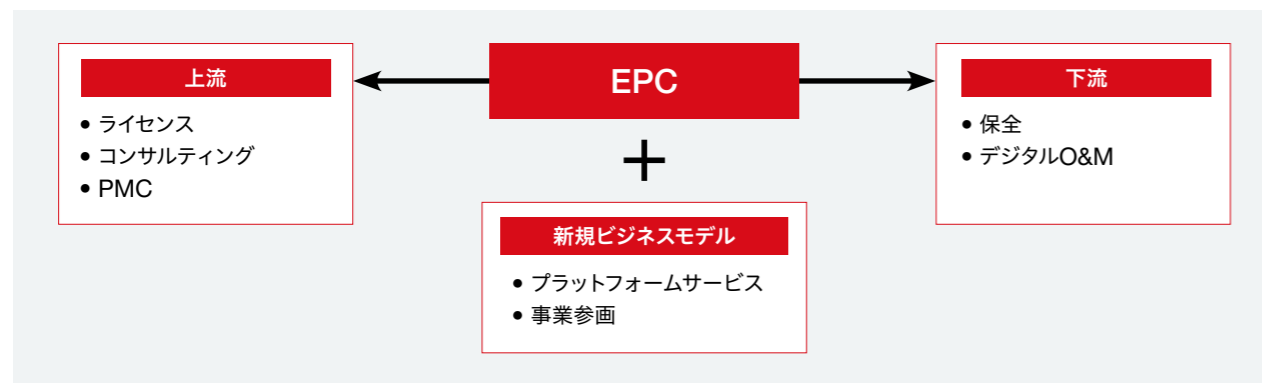 上流
• ライセンス
• コンサルティング
• PMC
EPC
+
新規ビジネスモデル
• プラットフォームサービス
• 事業参画
下流
• 保全
• デジタルO&M